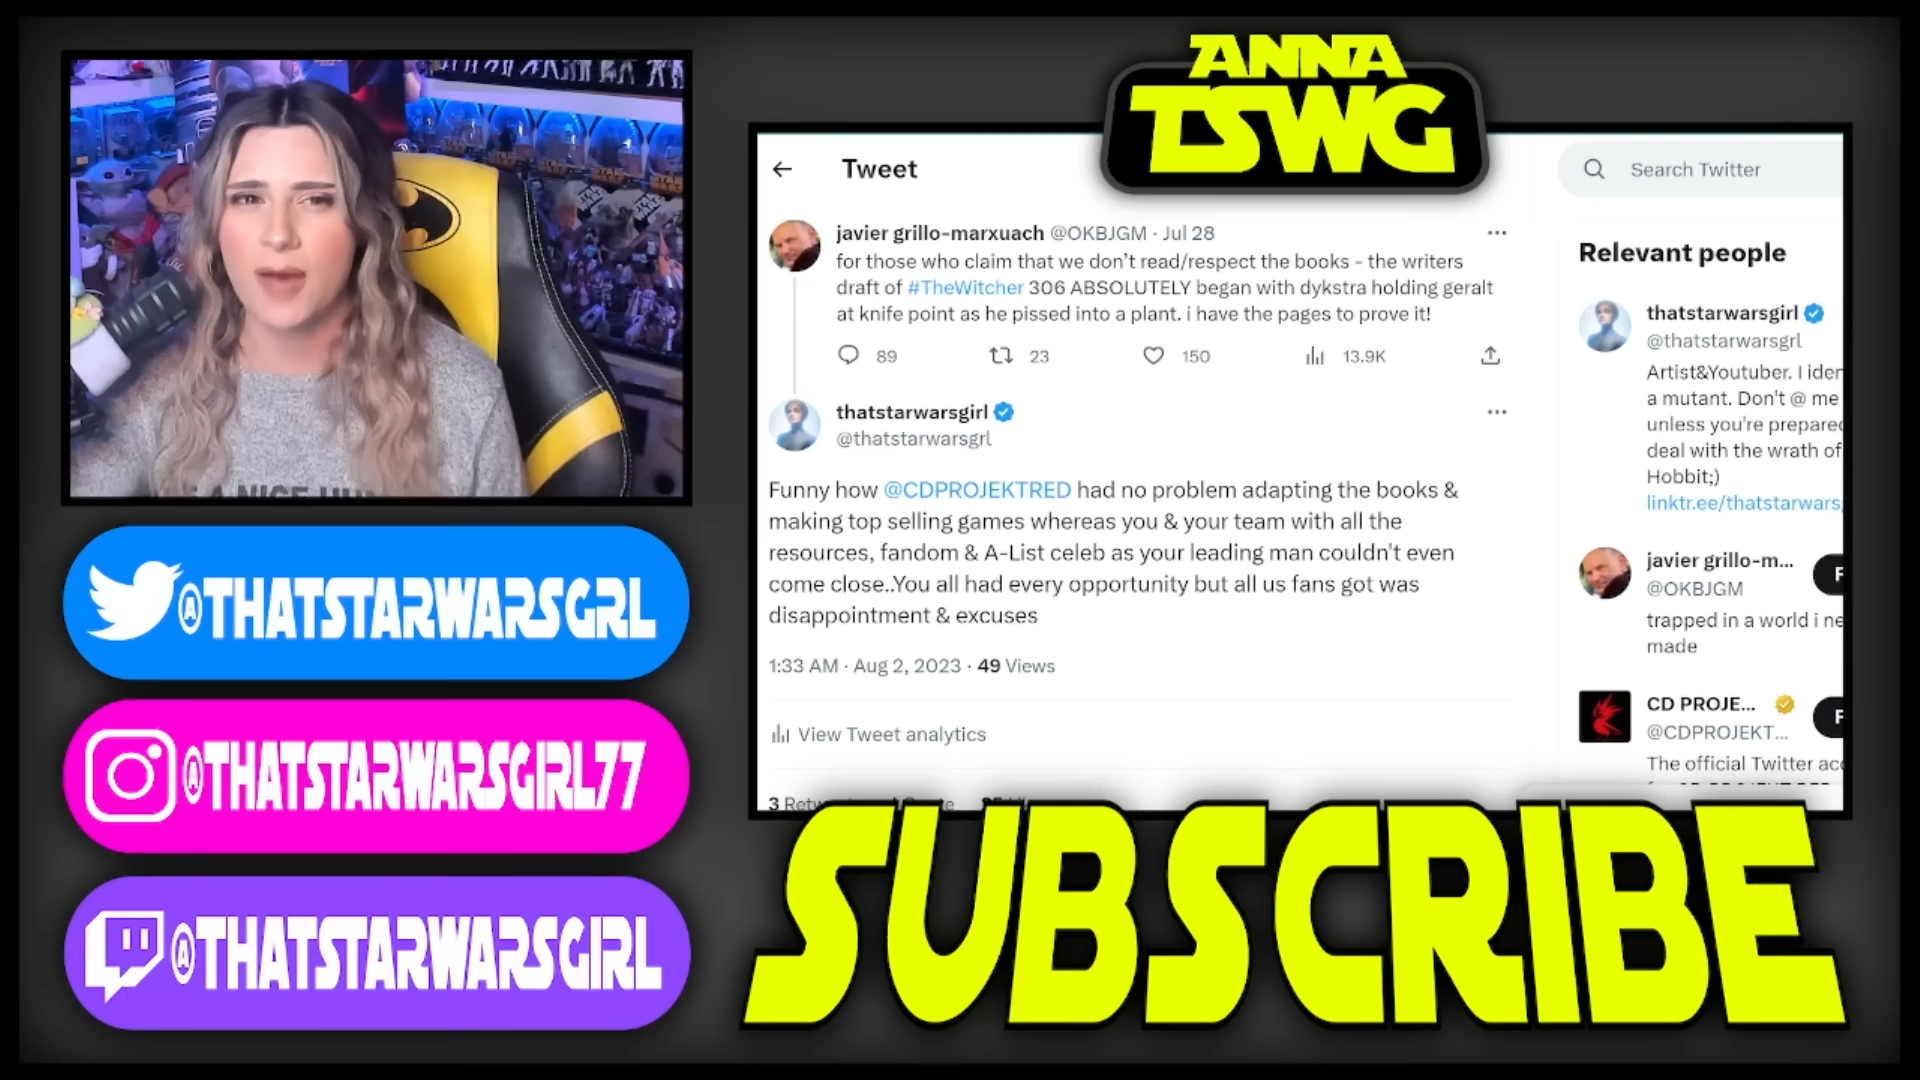 ANNA
TSWG
← Tweet
javier grillo-marxuach @OKBJGM · Jul 28
for those who claim that we don't read/respect the books - the writers
draft of #TheWitcher 306 ABSOLUTELY began with dykstra holding geralt
at knife point as he pissed into a plant. i have the pages to prove it!
89 23 150 13.9K
thatstarwarsgirl
@thatstarwarsgrl
Funny how @CDPROJEKTRED had no problem adapting the books &
making top selling games whereas you & your team with all the
resources, fandom & A-List celeb as your leading man couldn't even
come close..You all had every opportunity but all us fans got was
disappointment & excuses
1:33 AM · Aug 2, 2023 · 49 Views
View Tweet analytics
3
Search Twitter
Relevant people
thatstarwarsgirl
@thatstarwarsgrl
Artist&Youtuber. I iden
a mutant. Don't @ me
unless you're prepared
deal with the wrath of
Hobbit;)
linktr.ee/thatstarwars
javier grillo-m...
@OKBJGM
F
trapped in a world i ne
made
CD PROJE...
@CDPROJEKT...
F
The official Twitter acc
@THATSTARWARSGRL
@THATSTARWARSGIRL77
@THATSTARWARSGIRL
SUBSCRIBE